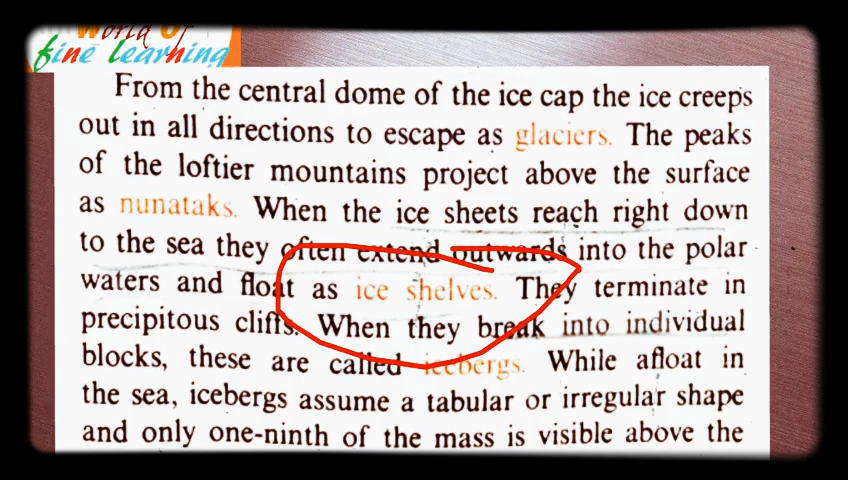 World Of
fine learning
From the central dome of the ice cap the ice creeps
out in all directions to escape as glaciers. The peaks
of the loftier mountains project above the surface
as nunataks. When the ice sheets reach right down
to the sea they often extend outwards into the polar
waters and float as ice shelves. They terminate in
precipitous cliffs. When they break into individual
blocks, these are called icebergs. While afloat in
the sea, icebergs assume a tabular or irregular shape
and only one-ninth of the mass is visible above the